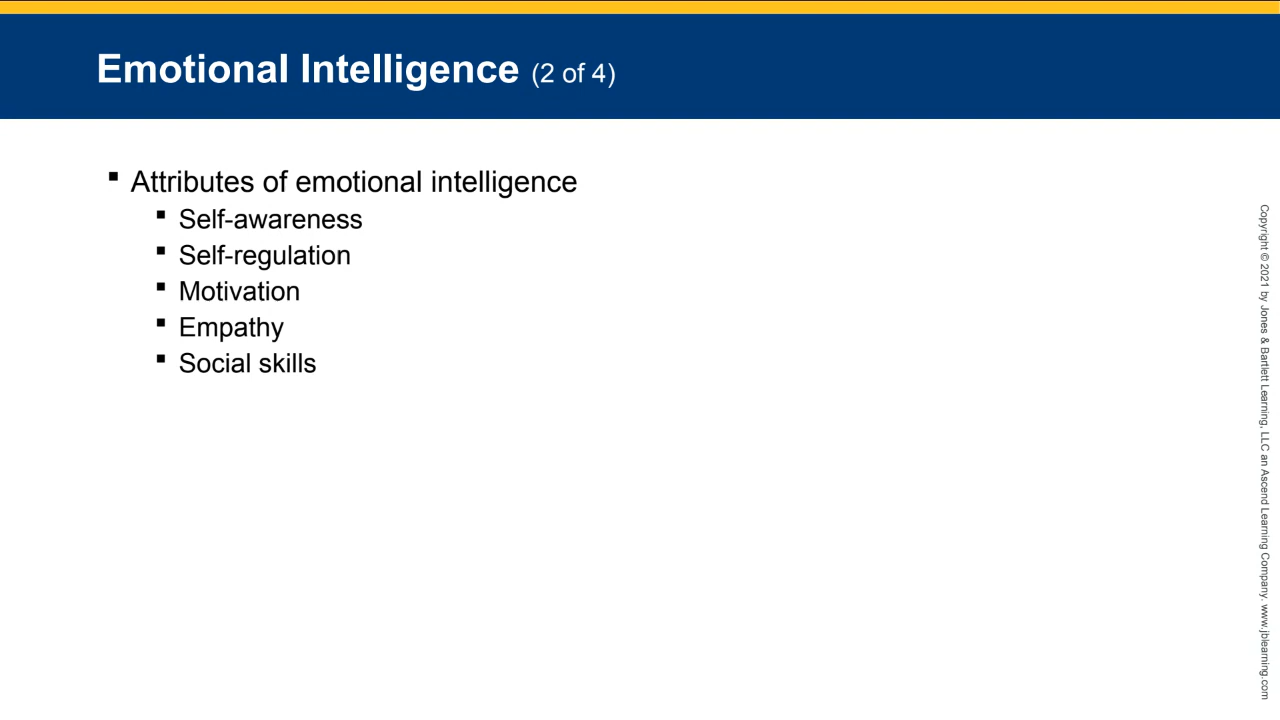 Emotional Intelligence (2 of 4)
▪ Attributes of emotional intelligence
▪ Self-awareness
▪ Self-regulation
▪ Motivation
▪ Empathy
▪ Social skills
Copyright © 2021 by Jones & Bartlett Learning, LLC an Ascend Learning Company. www.jblearning.com